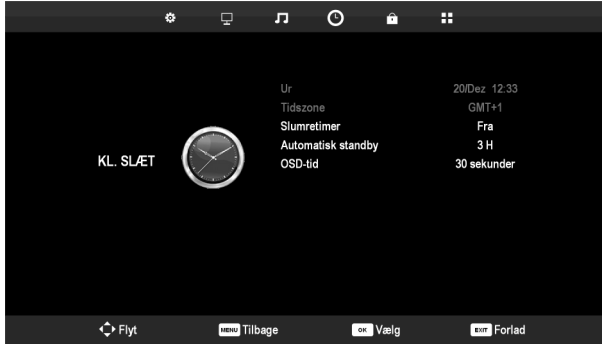 Ur 20/Dez 12:33
Tidszone GMT+1
Slumretimer Fra
Automatisk standby 3 H
OSD-tid 30 sekunder
KL. SLÆT
Flyt MENU Tilbage OK Vælg EXIT Forlad